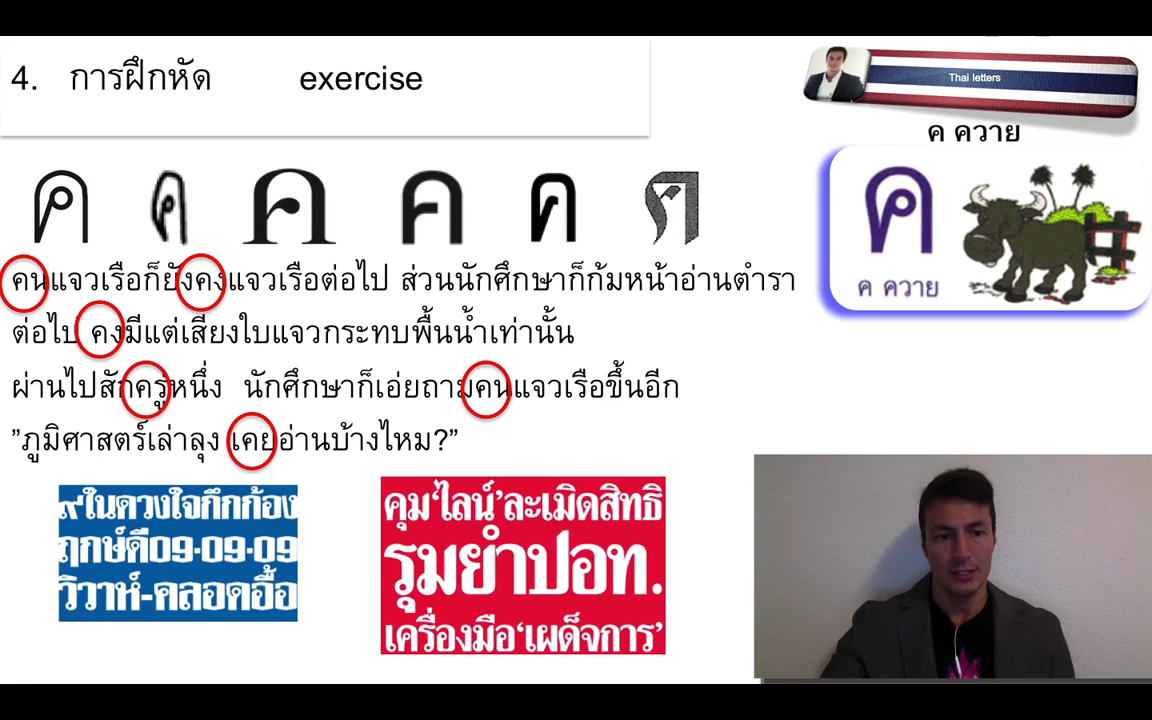 4. การฝึกหัด exercise
Thai letters
ค ควาย
ค ค ค ค ค ค
ค
ค ควาย
คนแจวเรือก็ยังคงแจวเรือต่อไป ส่วนนักศึกษาก็ก้มหน้าอ่านตำรา
ต่อไป คงมีแต่เสียงใบแจวกระทบพื้นน้ำเท่านั้น
ผ่านไปสักครู่หนึ่ง นักศึกษาก็เอ่ยถามคนแจวเรือขึ้นอีก
”ภูมิศาสตร์เล่าลุง เคยอ่านบ้างไหม?”
๙ในดวงใจกึกก้อง
ฤกษ์ดี09-09-09
วิวาห์-คลอดอื้อ
คุม‘ไลน์’ละเมิดสิทธิ
รุมยำปอท.
เครื่องมือ‘เผด็จการ’